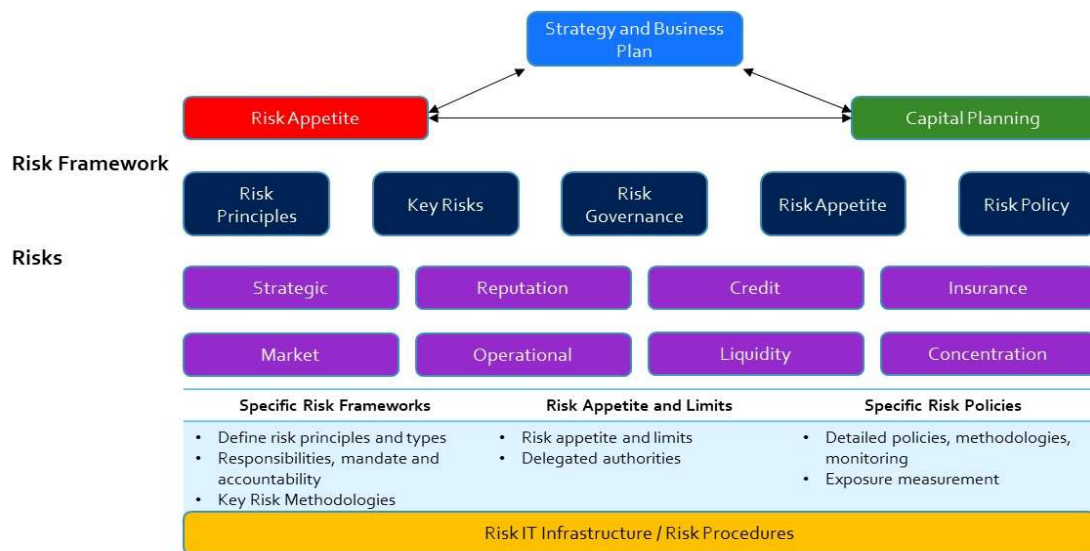 Strategy and Business
Plan
Risk Appetite
Capital Planning
Risk Framework
Risk
Principles
Key Risks
Risk
Governance
Risk Appetite
Risk Policy
Risks
Strategic
Reputation
Credit
Insurance
Market
Operational
Liquidity
Concentration
Specific Risk Frameworks
Risk Appetite and Limits
Specific Risk Policies
• Define risk principles and types
• Responsibilities, mandate and
accountability
• Key Risk Methodologies
• Risk appetite and limits
• Delegated authorities
• Detailed policies, methodologies,
monitoring
• Exposure measurement
Risk IT Infrastructure / Risk Procedures